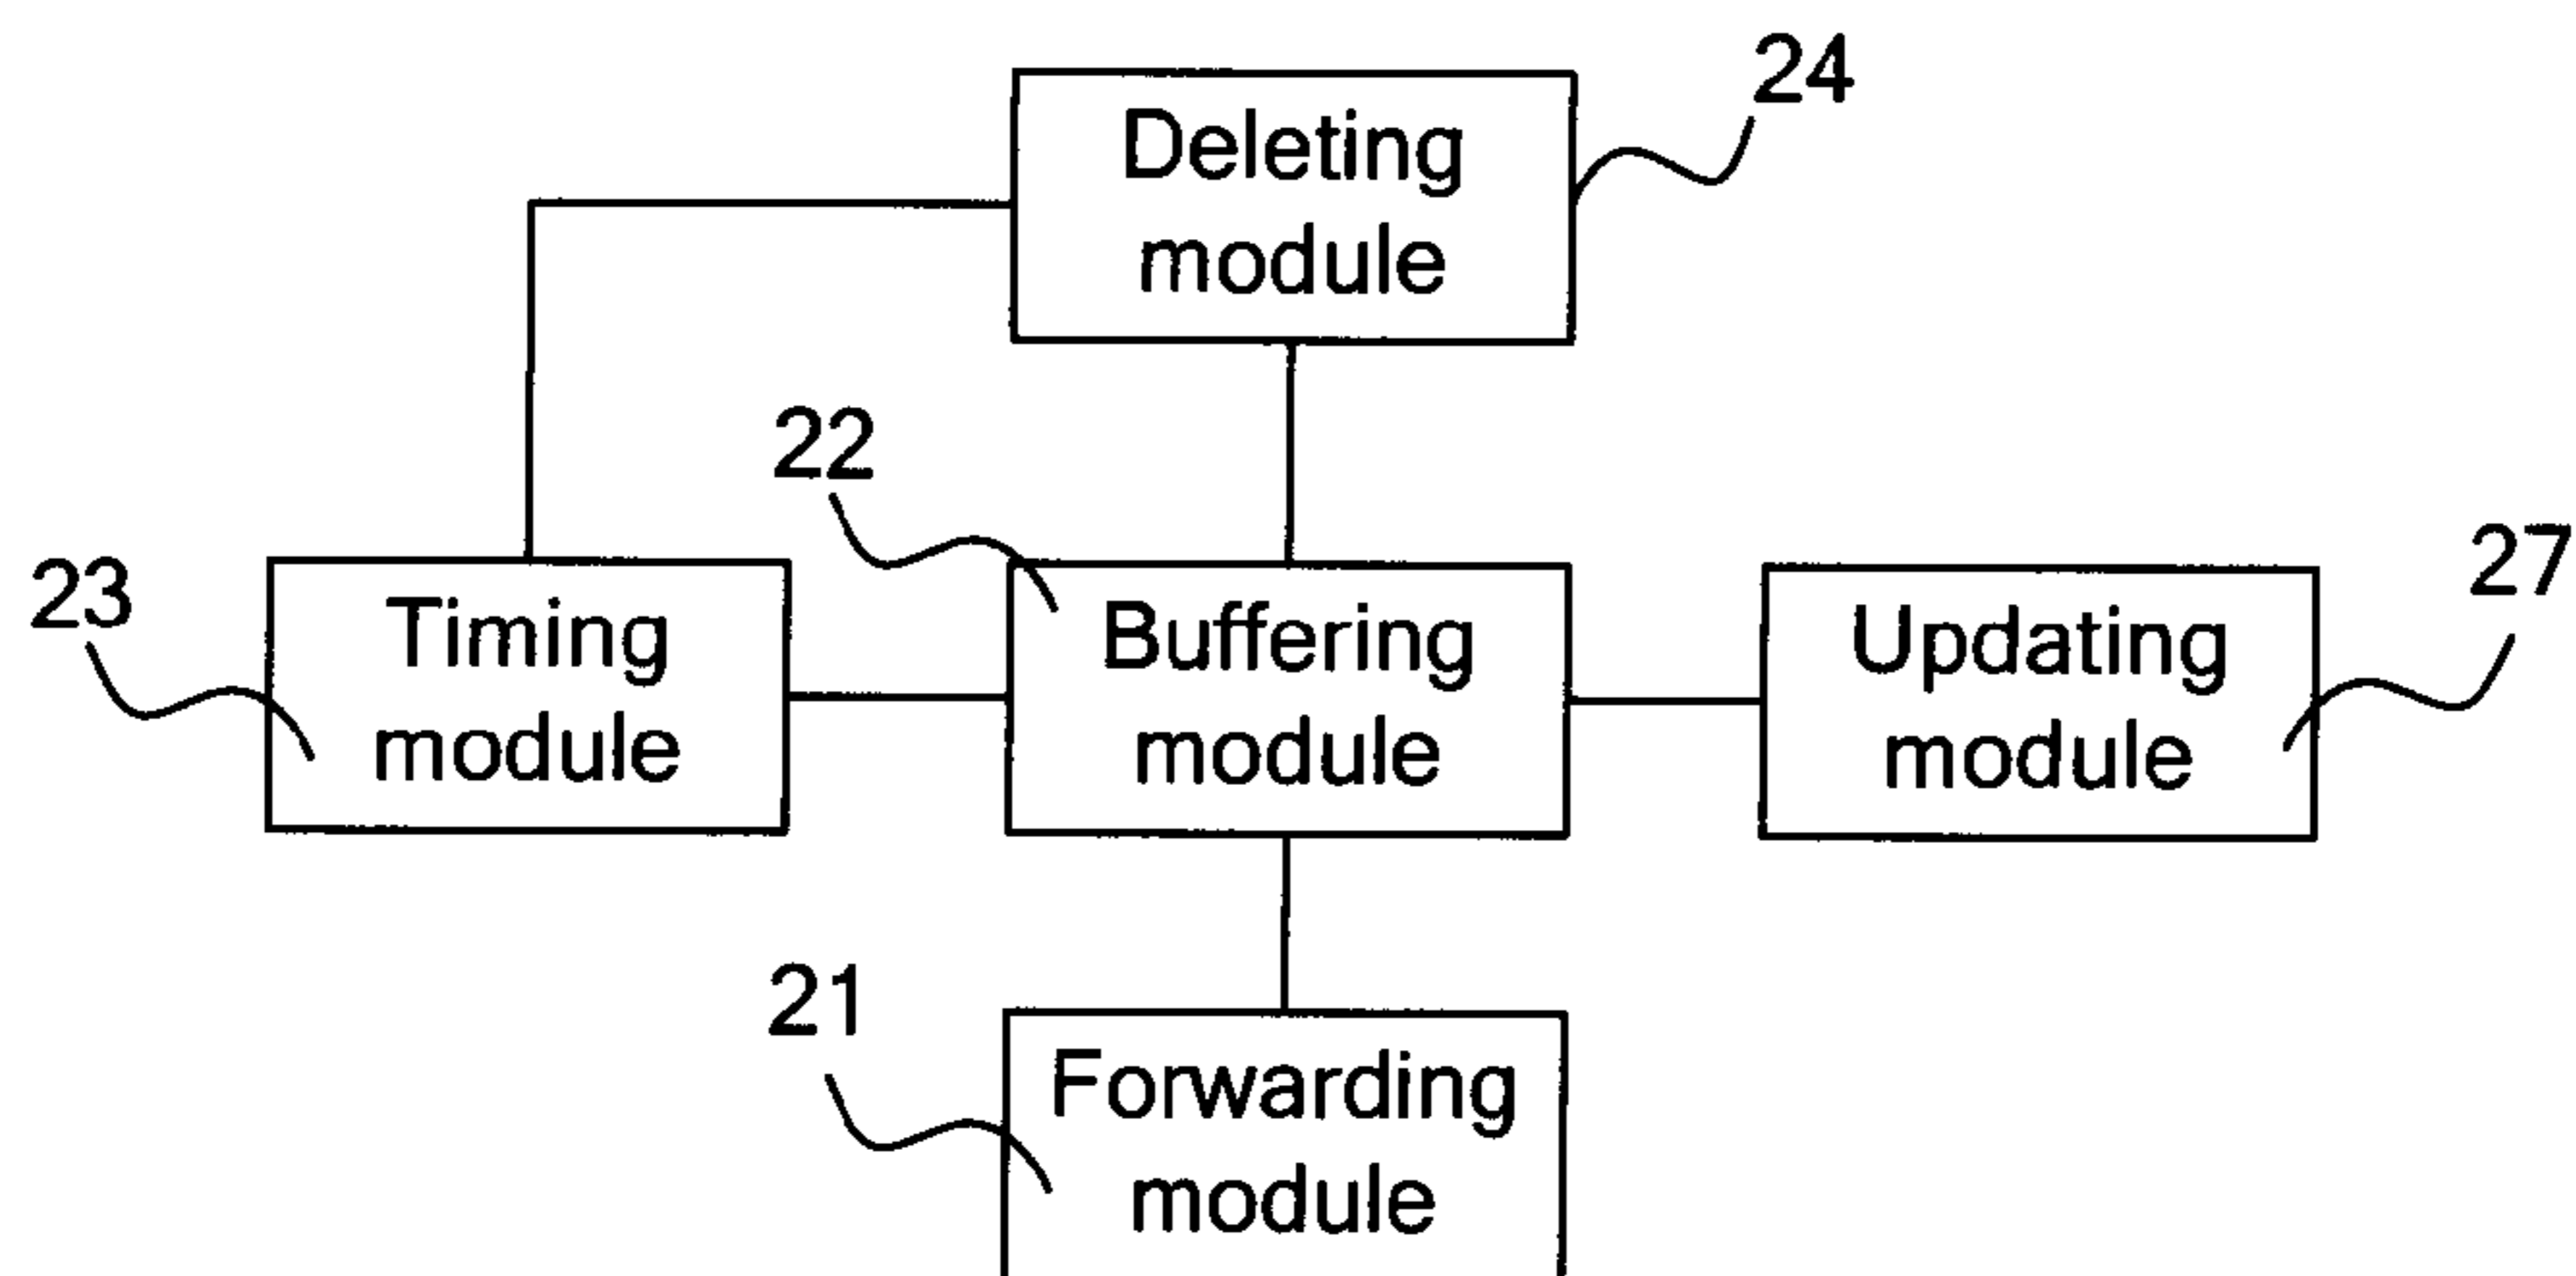 24
Deleting
module
22
23
Timing
module
Buffering
module
27
Updating
module
21
Forwarding
module